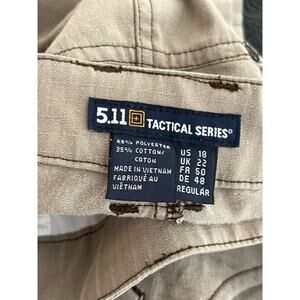 5.11 TACTICAL SERIES®
65% POLYESTER
35% COTTON/
COTON
MADE IN VIETNAM
FABRIQUÉ AU
VIÊTNAM
US 18
UK 22
FR 50
DE 48
REGULAR